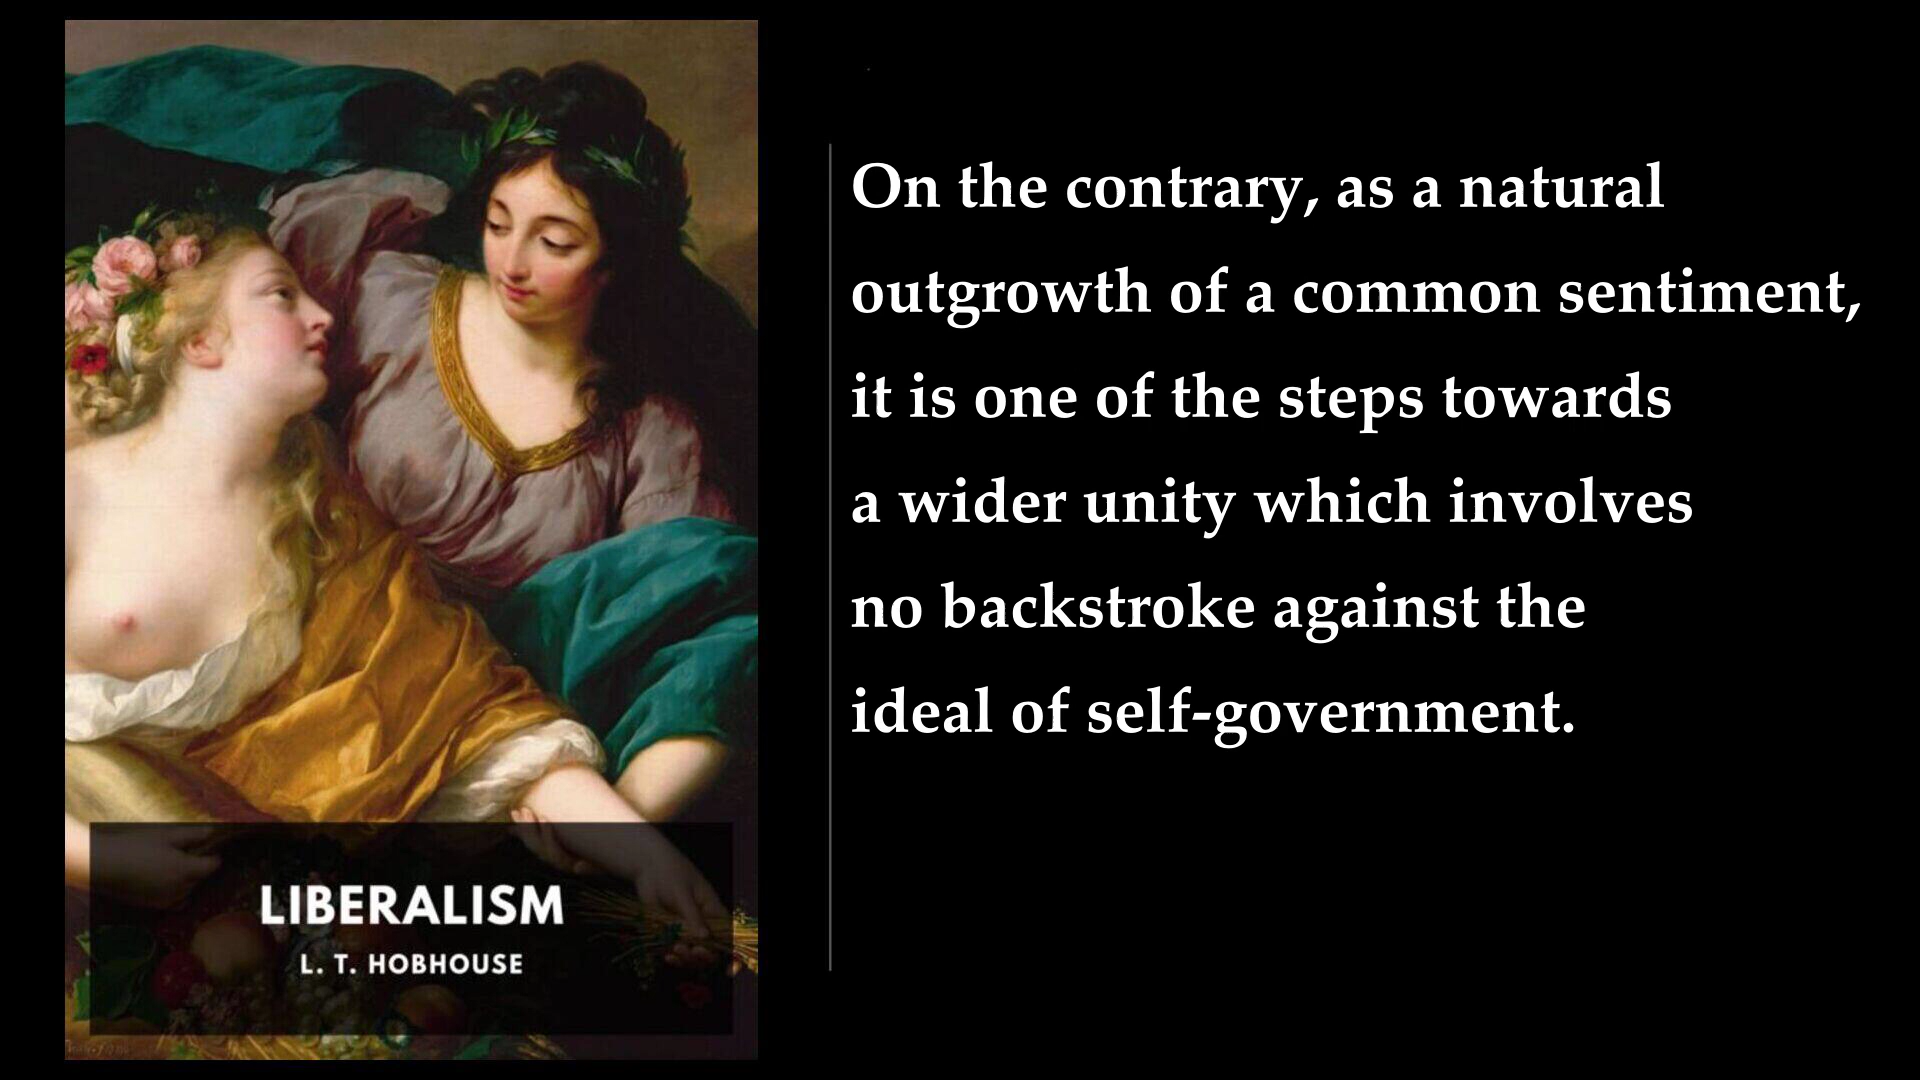 LIBERALISM
L. T. HOBHOUSE
On the contrary, as a natural
outgrowth of a common sentiment,
it is one of the steps towards
a wider unity which involves
no backstroke against the
ideal of self-government.